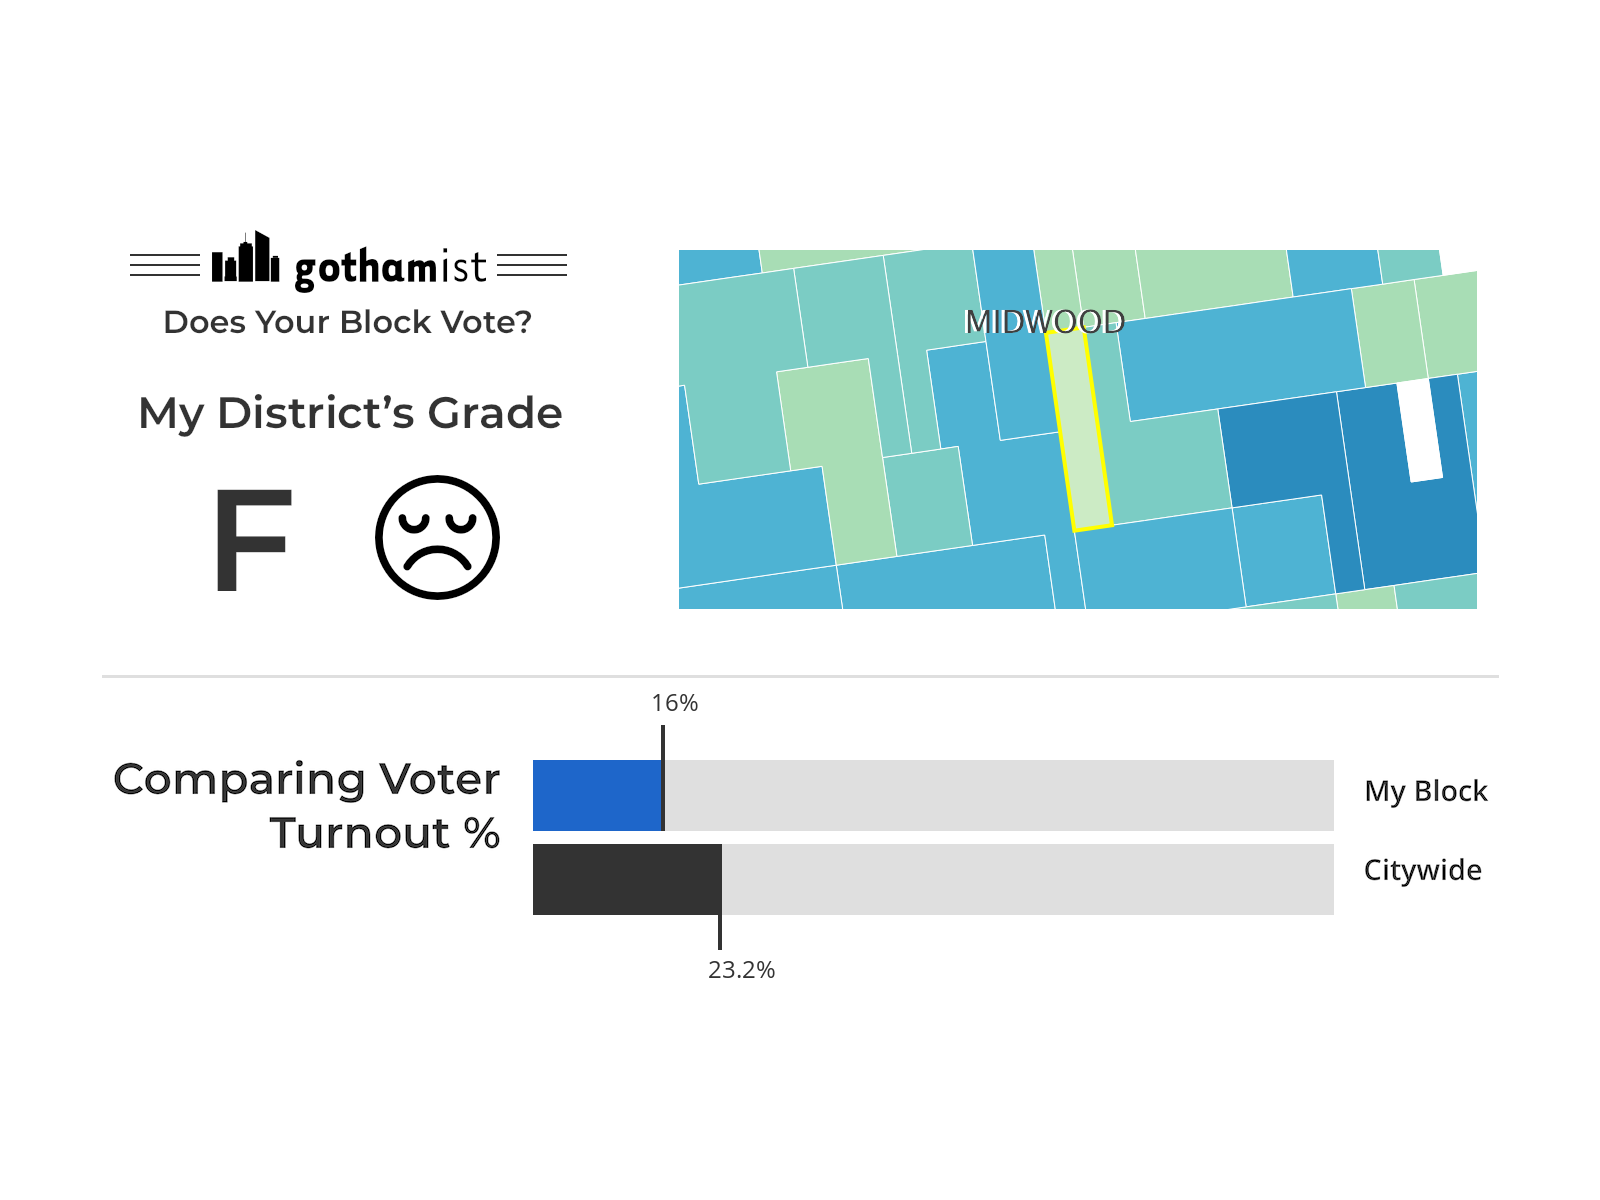 gothamist
Does Your Block Vote?
My District’s Grade
F
MIDWOOD
16%
Comparing Voter
Turnout %
My Block
Citywide
23.2%